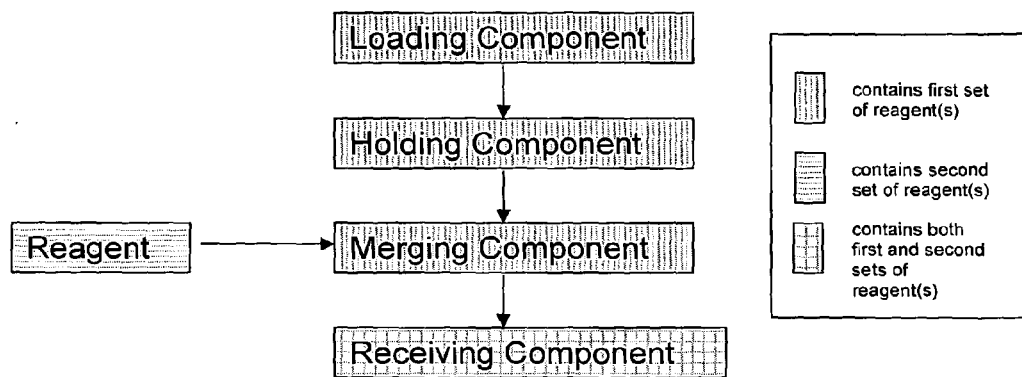 Loading Component
Holding Component
Reagent
Merging Component
Receiving Component
contains first set
of reagent(s)
contains second
set of reagent(s)
contains both
first and second
sets of
reagent(s)